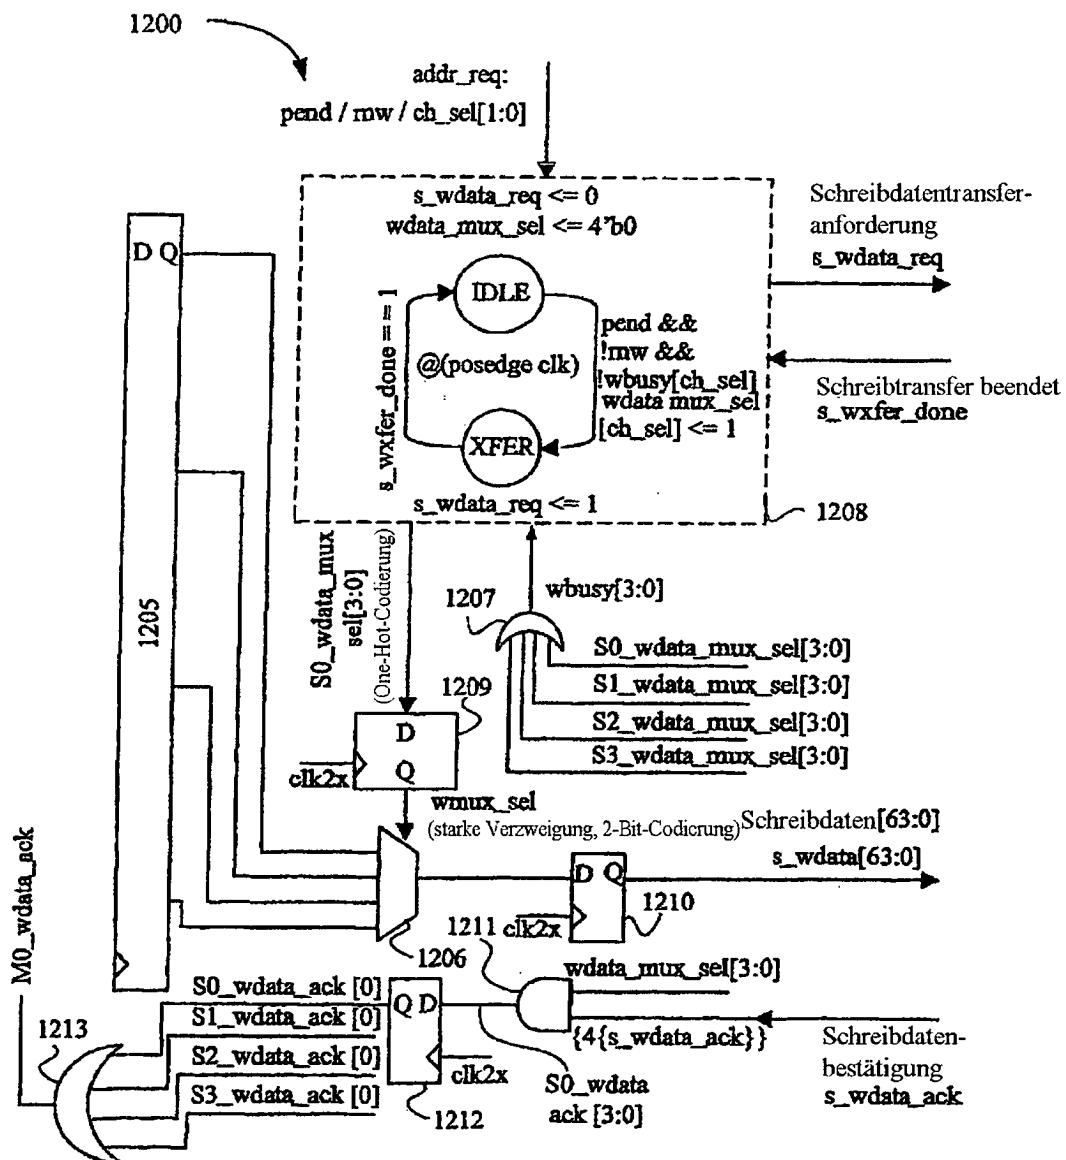 1200
addr_req:
pend / rnw / ch_sel[1:0]
s_wdata_req <= 0
wdata_mux_sel <= 4'b0
Schreibdatentransfer-
anforderung
s_wdata_req
D Q
IDLE
s_wxfer_done == 1
@(posedge clk)
pend &&
!rnw &&
!wbusy[ch_sel]
wdata mux_sel
[ch_sel] <= 1
Schreibtransfer beendet
s_wxfer_done
XFER
s_wdata_req <= 1
1208
1205
S0_wdata_mux
sel[3:0]
(One-Hot-Codierung)
1207
wbusy[3:0]
S0_wdata_mux_sel[3:0]
S1_wdata_mux_sel[3:0]
S2_wdata_mux_sel[3:0]
S3_wdata_mux_sel[3:0]
1209
D
Q
clk2x
wmux_sel
(starke Verzweigung, 2-Bit-Codierung)
Schreibdaten[63:0]
s_wdata[63:0]
D Q
clk2x
1210
1206
1211
wdata_mux_sel[3:0]
{4{s_wdata_ack}}
Schreibdaten-
bestätigung
s_wdata_ack
M0_wdata_ack
1213
S0_wdata_ack [0]
S1_wdata_ack [0]
S2_wdata_ack [0]
S3_wdata_ack [0]
Q D
clk2x
1212
S0_wdata
ack [3:0]